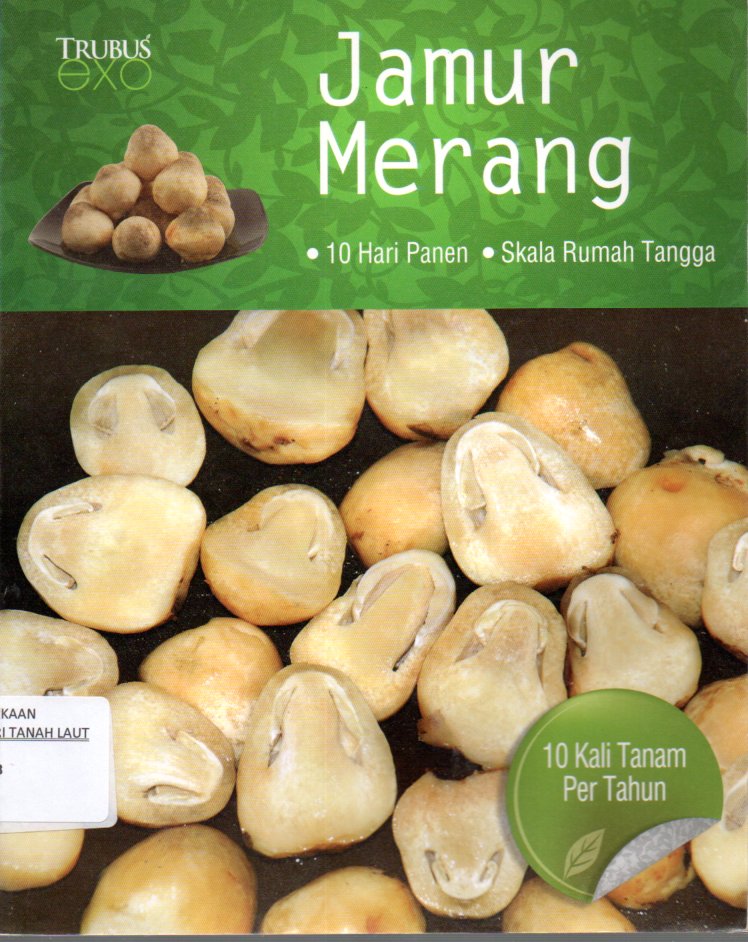 TRUBUS
exo
Jamur
Merang
• 10 Hari Panen • Skala Rumah Tangga
KAAN
RI TANAH LAUT
10 Kali Tanam
Per Tahun